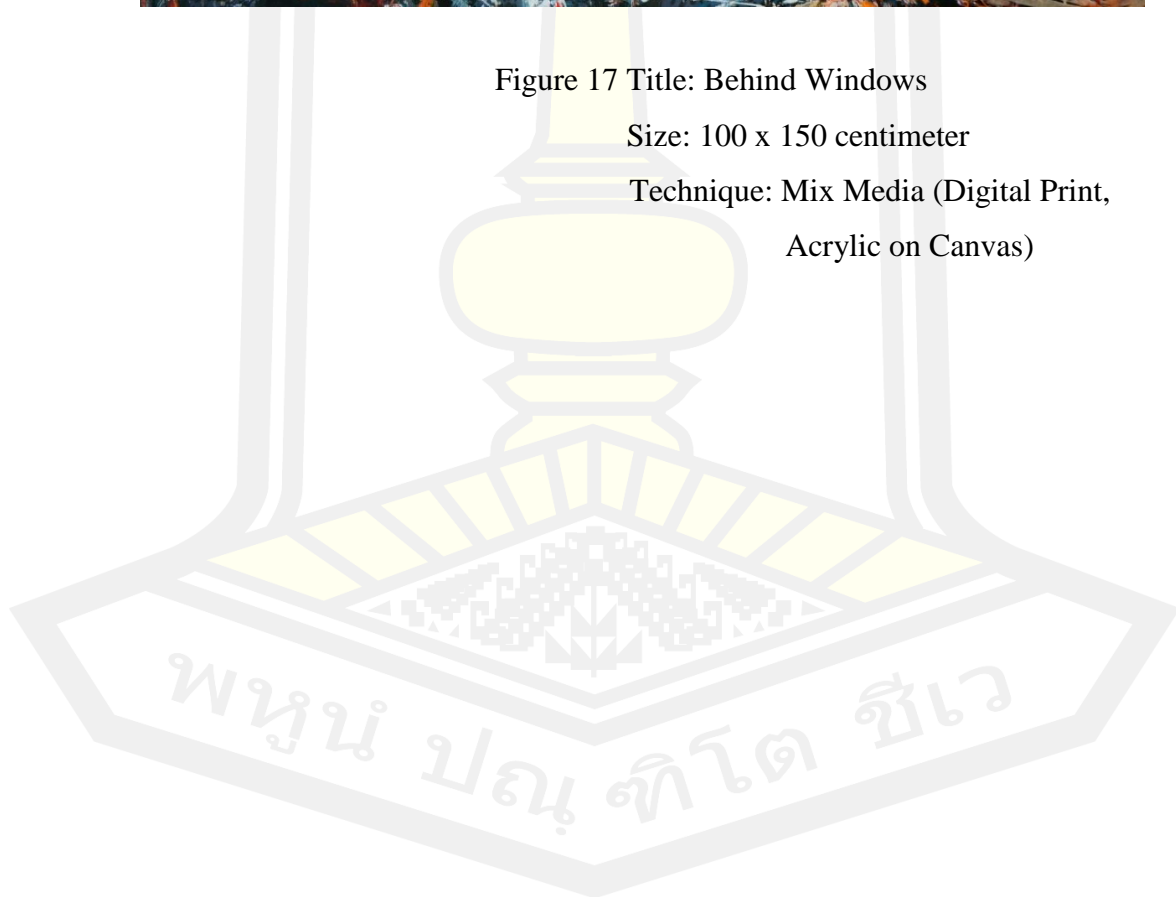 Figure 17 Title: Behind Windows
Size: 100 x 150 centimeter
Technique: Mix Media (Digital Print,
Acrylic on Canvas)
พหูนํ ปณฺฑิโต ชีเว